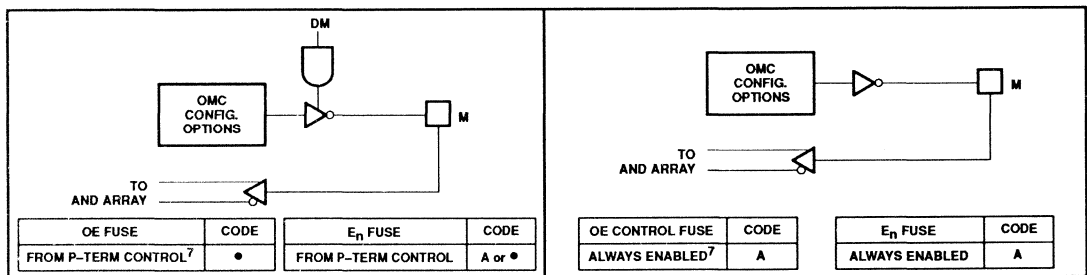 DM
OMC
CONFIG.
OPTIONS
M
TO
AND ARRAY
OE FUSE CODE
FROM P–TERM CONTROL7 ●
En FUSE CODE
FROM P–TERM CONTROL A or ●
OMC
CONFIG.
OPTIONS
M
TO
AND ARRAY
OE CONTROL FUSE CODE
ALWAYS ENABLED7 A
En FUSE CODE
ALWAYS ENABLED A